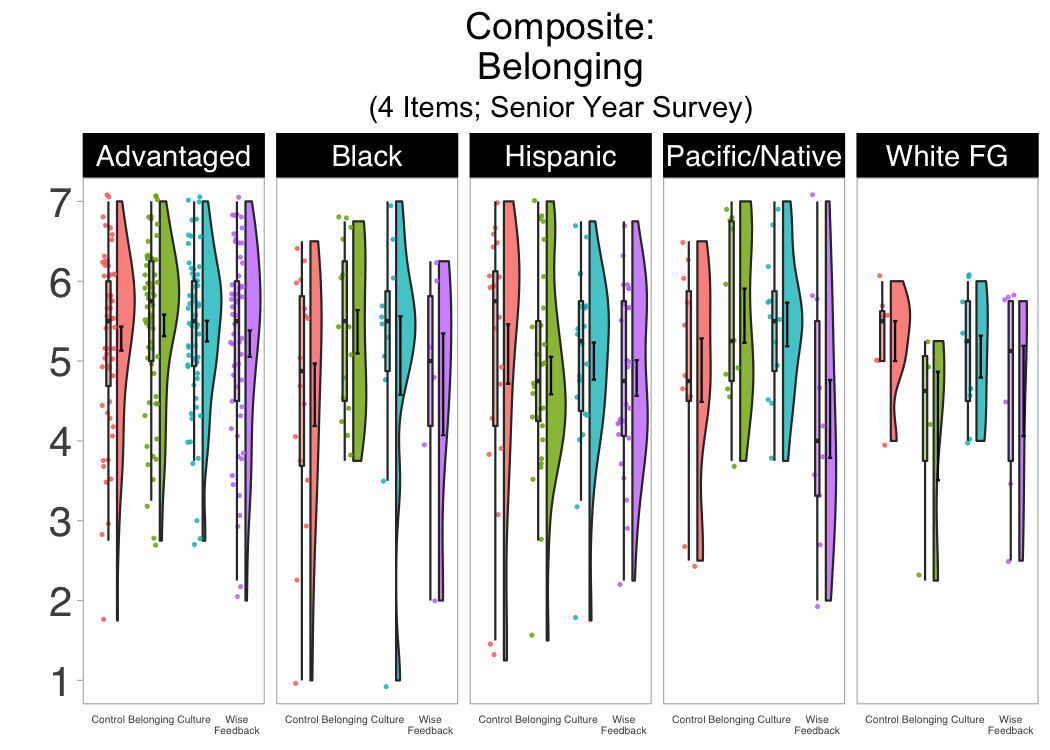 Composite:
Belonging
(4 Items; Senior Year Survey)
Advantaged Black Hispanic Pacific/Native White FG
7
6
5
4
3
2
1
Control Belonging Culture Wise Feedback
Control Belonging Culture Wise Feedback
Control Belonging Culture Wise Feedback
Control Belonging Culture Wise Feedback
Control Belonging Culture Wise Feedback